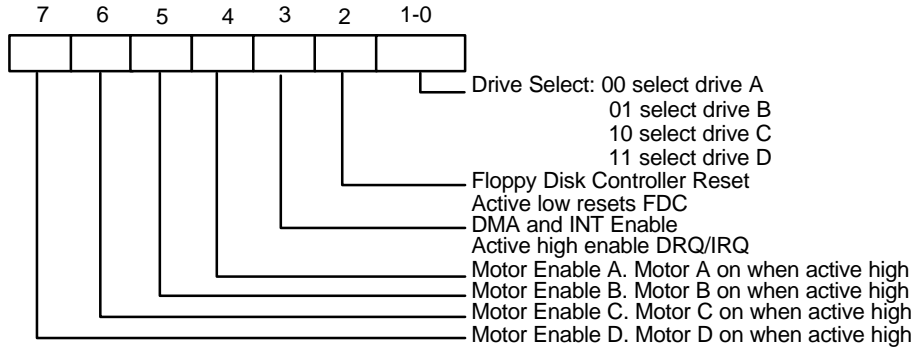 7 6 5 4 3 2 1-0
Drive Select: 00 select drive A
01 select drive B
10 select drive C
11 select drive D
Floppy Disk Controller Reset
Active low resets FDC
DMA and INT Enable
Active high enable DRQ/IRQ
Motor Enable A. Motor A on when active high
Motor Enable B. Motor B on when active high
Motor Enable C. Motor C on when active high
Motor Enable D. Motor D on when active high